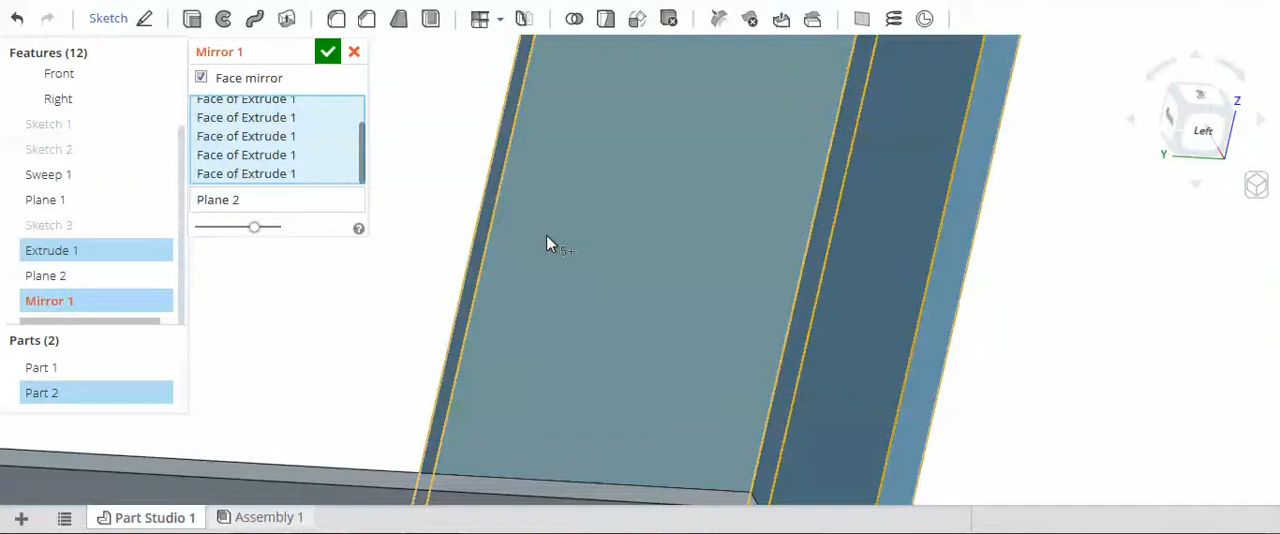 Sketch
Features (12)
Front
Right
Sketch 1
Sketch 2
Sweep 1
Plane 1
Sketch 3
Extrude 1
Plane 2
Mirror 1
Parts (2)
Part 1
Part 2
Mirror 1
Face mirror
Face of Extrude 1
Face of Extrude 1
Face of Extrude 1
Face of Extrude 1
Face of Extrude 1
Plane 2
5+
Z
Left
Y
Part Studio 1
Assembly 1